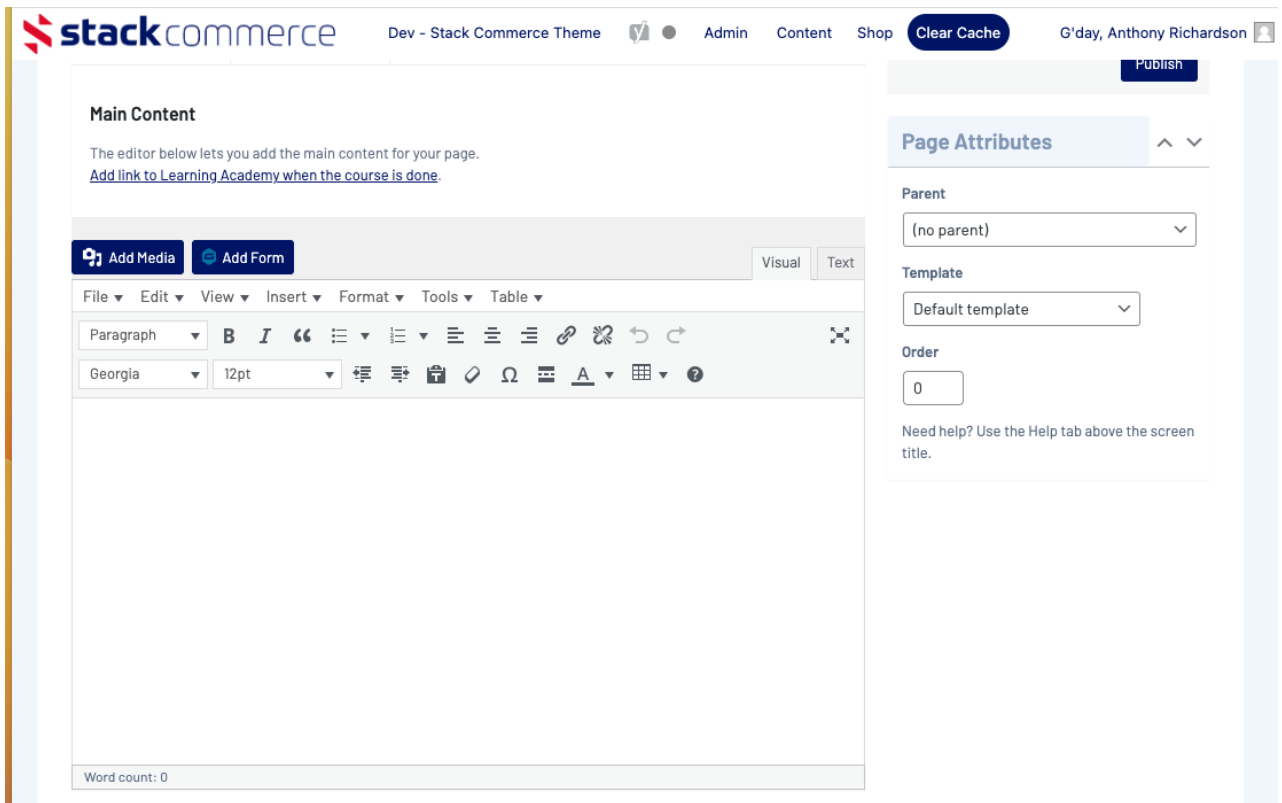 stackcommerce
Dev - Stack Commerce Theme
Admin
Content
Shop
Clear Cache
G'day, Anthony Richardson
Publish
Main Content
The editor below lets you add the main content for your page.
Add link to Learning Academy when the course is done.
Add Media
Add Form
Visual
Text
File Edit View Insert Format Tools Table
Paragraph
B I
Georgia
12pt
Ω
A
Word count: 0
Page Attributes
Parent
(no parent)
Template
Default template
Order
0
Need help? Use the Help tab above the screen
title.